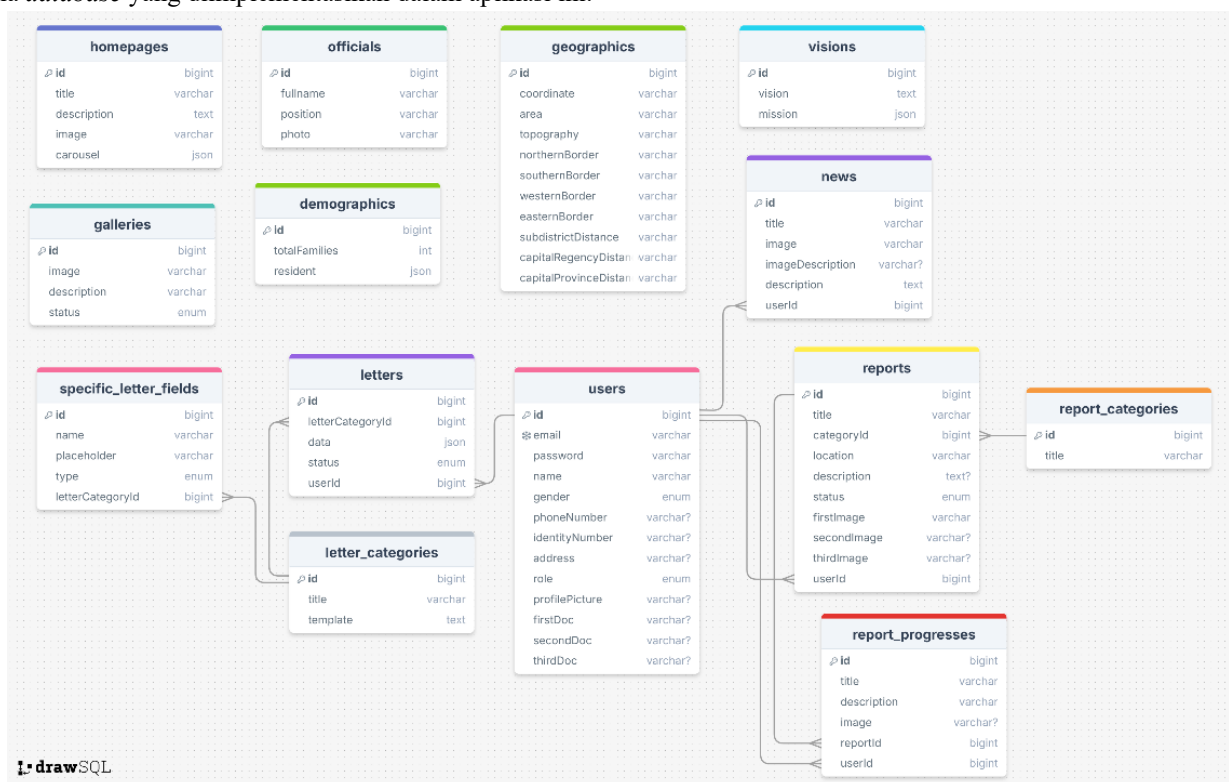 database yang diimplementasikan dalam aplikasi ini.
homepages
id bigint
title varchar
description text
image varchar
carousel json
officials
id bigint
fullname varchar
position varchar
photo varchar
geographics
id bigint
coordinate varchar
area varchar
topography varchar
northernBorder varchar
southernBorder varchar
westernBorder varchar
easternBorder varchar
subdistrictDistance varchar
capitalRegencyDistan varchar
capitalProvinceDistan varchar
visions
id bigint
vision text
mission json
galleries
id bigint
image varchar
description varchar
status enum
demographics
id bigint
totalFamilies int
resident json
news
id bigint
title varchar
image varchar
imageDescription varchar?
description text
userId bigint
specific_letter_fields
id bigint
name varchar
placeholder varchar
type enum
letterCategoryId bigint
letters
id bigint
letterCategoryId bigint
data json
status enum
userId bigint
letter_categories
id bigint
title varchar
template text
users
id bigint
email varchar
password varchar
name varchar
gender enum
phoneNumber varchar?
identityNumber varchar?
address varchar?
role enum
profilePicture varchar?
firstDoc varchar?
secondDoc varchar?
thirdDoc varchar?
reports
id bigint
title varchar
categoryId bigint
location varchar
description text?
status enum
firstImage varchar
secondImage varchar?
thirdImage varchar?
userId bigint
report_categories
id bigint
title varchar
report_progresses
id bigint
title varchar
description varchar
image varchar?
reportId bigint
userId bigint
drawSQL